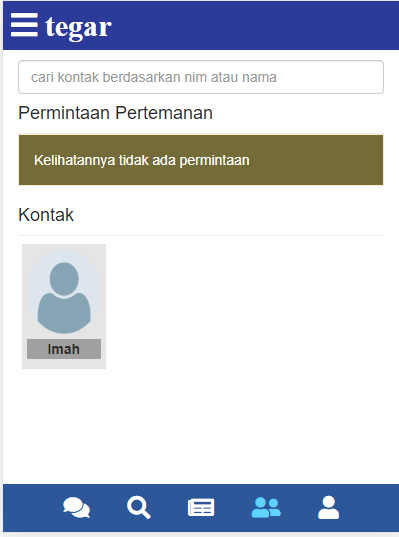 tegar
cari kontak berdasarkan nim atau nama
Permintaan Pertemanan
Kelihatannya tidak ada permintaan
Kontak
Imah